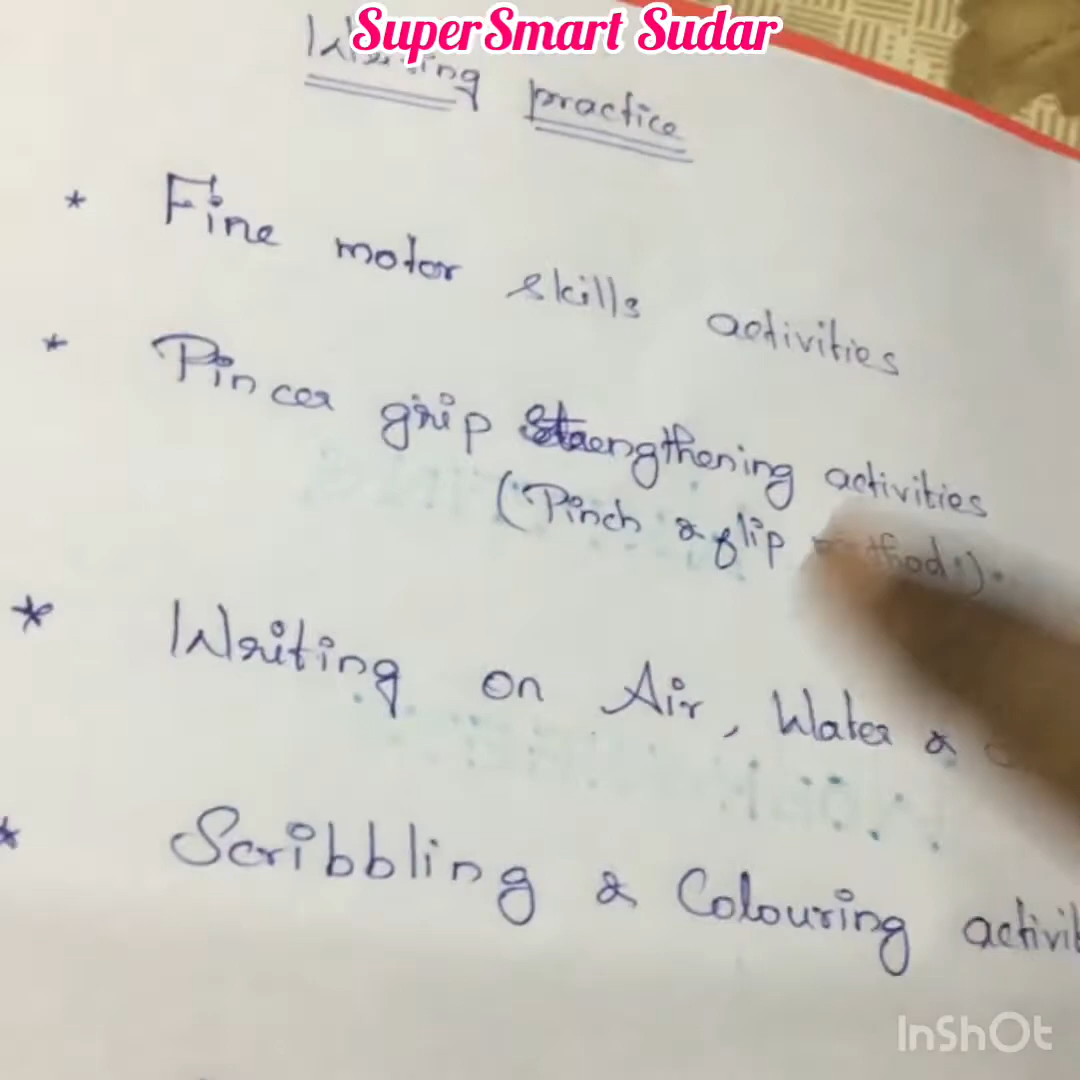 SuperSmart Sudar
Writing practice
* Fine motor skills activities
* Pincer grip Strengthening activities
(Pinch & flip
* Writing on Air, Water &
* Scribbling & Colouring
InShOt